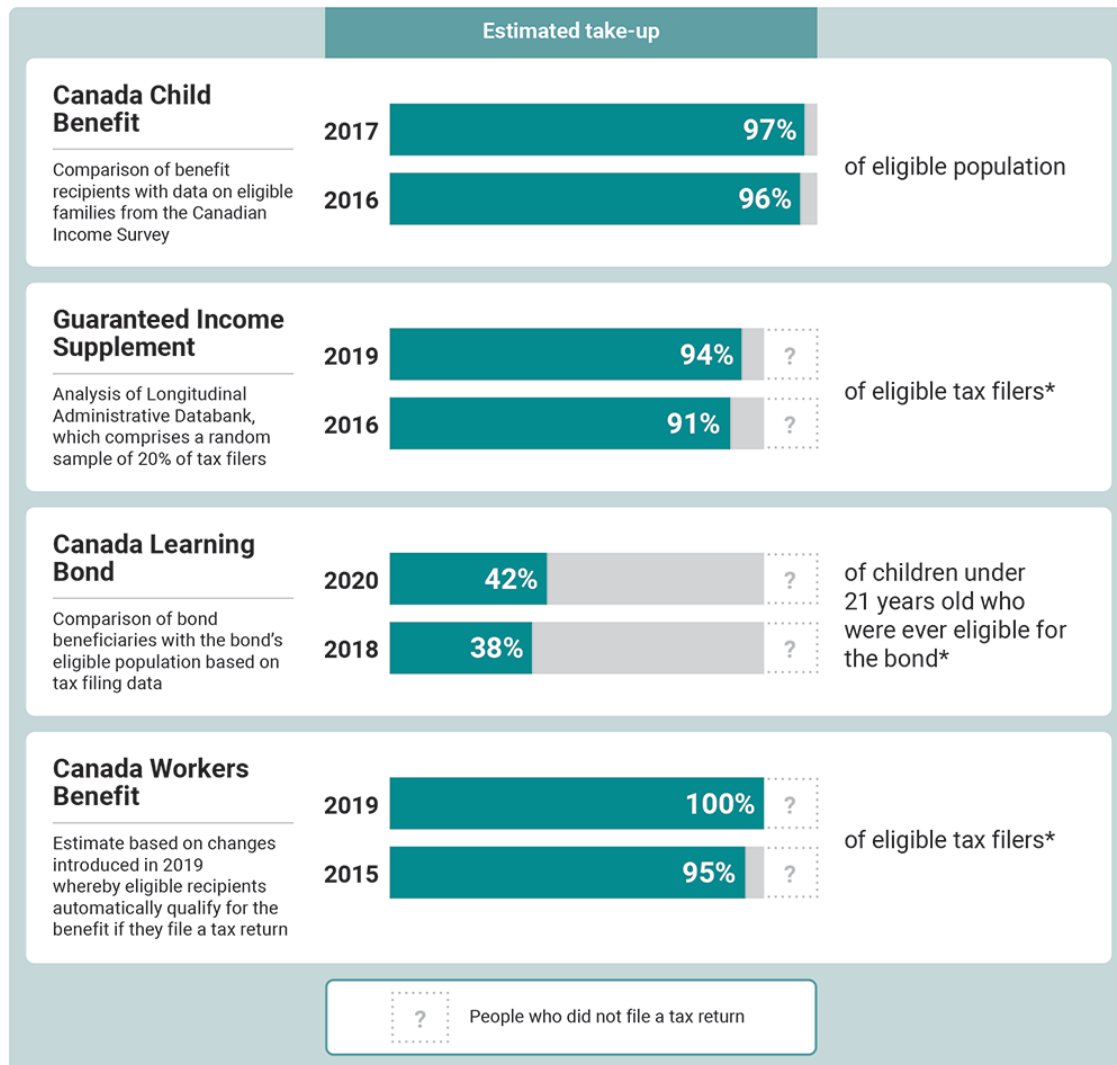 Estimated take-up
Canada Child
Benefit
Comparison of benefit
recipients with data on eligible
families from the Canadian
Income Survey
2017
97%
2016
96%
of eligible population
Guaranteed Income
Supplement
Analysis of Longitudinal
Administrative Databank,
which comprises a random
sample of 20% of tax filers
2019
94%
?
2016
91%
?
of eligible tax filers*
Canada Learning
Bond
Comparison of bond
beneficiaries with the bond’s
eligible population based on
tax filing data
2020
42%
?
2018
38%
?
of children under
21 years old who
were ever eligible for
the bond*
Canada Workers
Benefit
Estimate based on changes
introduced in 2019
whereby eligible recipients
automatically qualify for the
benefit if they file a tax return
2019
100%
?
2015
95%
?
of eligible tax filers*
?
People who did not file a tax return